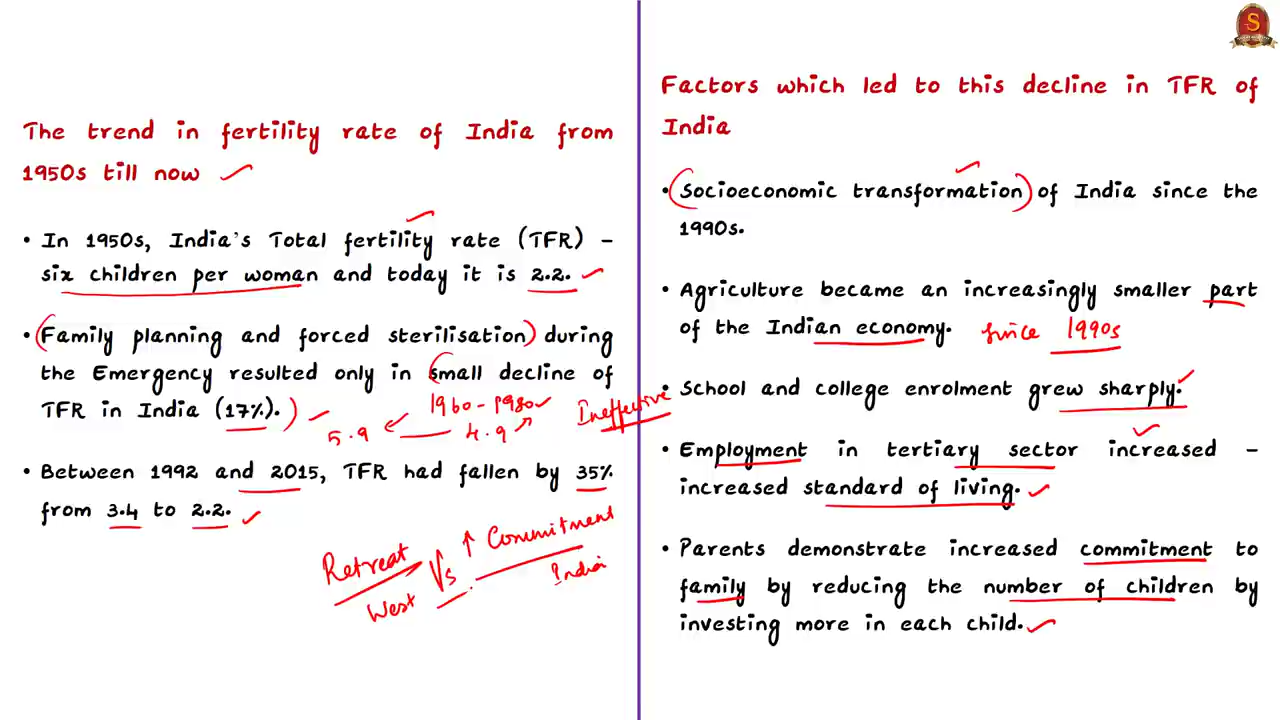 The trend in fertility rate of India from
1950s till now
• In 1950s, India's Total fertility rate (TFR) –
six children per woman and today it is 2.2.
• (Family planning and forced sterilisation) during
the Emergency resulted only in (small decline of
TFR in India (17%).)
1960-1980
Ineffective
5.9 4.9
• Between 1992 and 2015, TFR had fallen by 35%
from 3.4 to 2.2.
Retreat Vs ↑ Commitment
West India
Factors which led to this decline in TFR of
India
• (Socioeconomic transformation) of India since the
1990s.
• Agriculture became an increasingly smaller part
of the Indian economy. since 1990s
• School and college enrolment grew sharply.
• Employment in tertiary sector increased –
increased standard of living.
• Parents demonstrate increased commitment to
family by reducing the number of children by
investing more in each child.
S